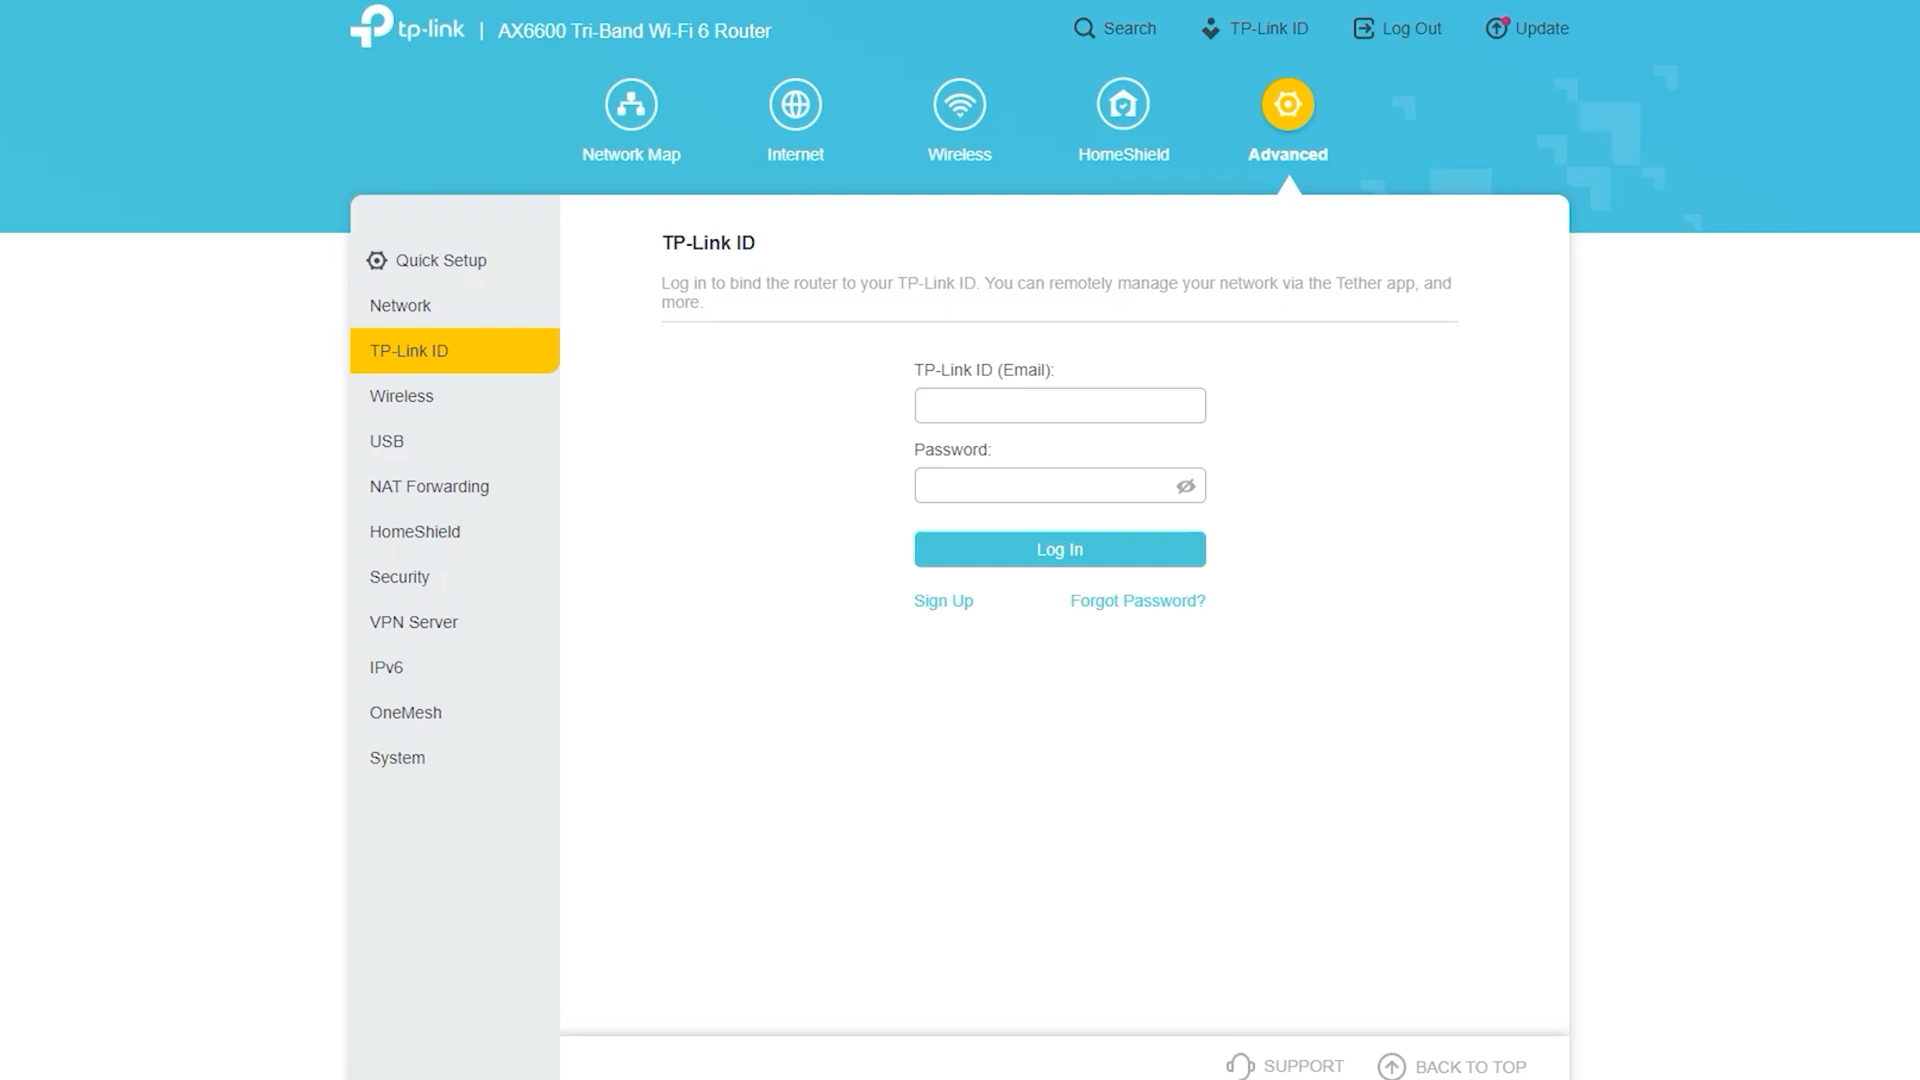 tp-link | AX6600 Tri-Band Wi-Fi 6 Router
Search
TP-Link ID
Log Out
Update
Network Map
Internet
Wireless
HomeShield
Advanced
Quick Setup
Network
TP-Link ID
Wireless
USB
NAT Forwarding
HomeShield
Security
VPN Server
IPv6
OneMesh
System
TP-Link ID
Log in to bind the router to your TP-Link ID. You can remotely manage your network via the Tether app, and
more.
TP-Link ID (Email):
Password:
Log In
Sign Up
Forgot Password?
SUPPORT
BACK TO TOP